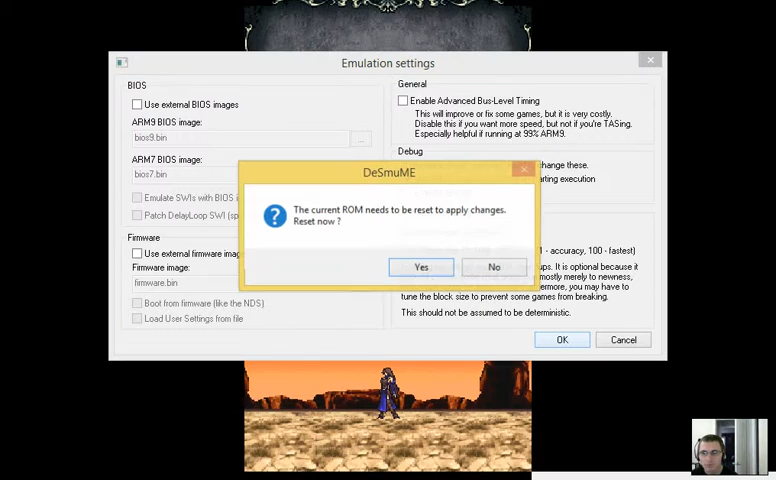 Emulation settings
BIOS
Use external BIOS images
ARM9 BIOS image:
bios9.bin
...
ARM7 BIOS image:
bios7.bin
Emulate SWIs with BIOS i
Patch DelayLoop SWI (sp
Firmware
Use external firmware imag
Firmware image:
firmware.bin
Boot from firmware (like the NDS)
Load User Settings from file
General
Enable Advanced Bus-Level Timing
This will improve or fix some games, but it is very costly.
Disable this if you want more speed, but not if you're TASing.
Especially helpful if running at 99% ARM9.
Debug
change these.
tarting execution
DeSmuME
The current ROM needs to be reset to apply changes.
Reset now ?
Yes
No
- accuracy, 100 - fastest)
ups. It is optional because it
mostly merely to newness,
ermore, you may have to
tune the block size to prevent some games from breaking.
This should not be assumed to be deterministic.
OK
Cancel